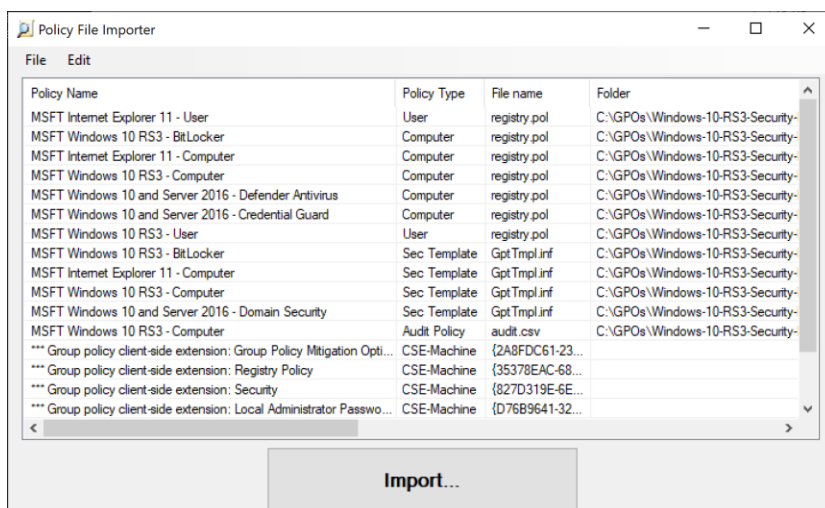 Policy File Importer
File Edit
Policy Name Policy Type File name Folder
MSFT Internet Explorer 11 - User User registry.pol C:\GPOs\Windows-10-RS3-Security-
MSFT Windows 10 RS3 - BitLocker Computer registry.pol C:\GPOs\Windows-10-RS3-Security-
MSFT Internet Explorer 11 - Computer Computer registry.pol C:\GPOs\Windows-10-RS3-Security-
MSFT Windows 10 RS3 - Computer Computer registry.pol C:\GPOs\Windows-10-RS3-Security-
MSFT Windows 10 and Server 2016 - Defender Antivirus Computer registry.pol C:\GPOs\Windows-10-RS3-Security-
MSFT Windows 10 and Server 2016 - Credential Guard Computer registry.pol C:\GPOs\Windows-10-RS3-Security-
MSFT Windows 10 RS3 - User User registry.pol C:\GPOs\Windows-10-RS3-Security-
MSFT Windows 10 RS3 - BitLocker Sec Template GptTmpl.inf C:\GPOs\Windows-10-RS3-Security-
MSFT Internet Explorer 11 - Computer Sec Template GptTmpl.inf C:\GPOs\Windows-10-RS3-Security-
MSFT Windows 10 RS3 - Computer Sec Template GptTmpl.inf C:\GPOs\Windows-10-RS3-Security-
MSFT Windows 10 and Server 2016 - Domain Security Sec Template GptTmpl.inf C:\GPOs\Windows-10-RS3-Security-
MSFT Windows 10 RS3 - Computer Audit Policy audit.csv C:\GPOs\Windows-10-RS3-Security-
*** Group policy client-side extension: Group Policy Mitigation Opti... CSE-Machine {2A8FDC61-23...
*** Group policy client-side extension: Registry Policy CSE-Machine {35378EAC-68...
*** Group policy client-side extension: Security CSE-Machine {827D319E-6E...
*** Group policy client-side extension: Local Administrator Passwo... CSE-Machine {D76B9641-32...
Import...